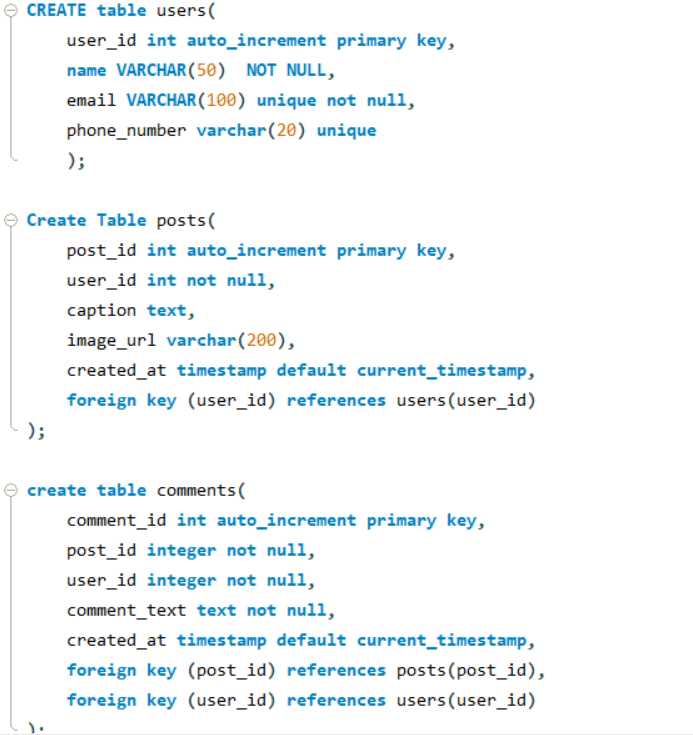 CREATE table users(
user_id int auto_increment primary key,
name VARCHAR(50)  NOT NULL,
email VARCHAR(100) unique not null,
phone_number varchar(20) unique
);
Create Table posts(
post_id int auto_increment primary key,
user_id int not null,
caption text,
image_url varchar(200),
created_at timestamp default current_timestamp,
foreign key (user_id) references users(user_id)
);
create table comments(
comment_id int auto_increment primary key,
post_id integer not null,
user_id integer not null,
comment_text text not null,
created_at timestamp default current_timestamp,
foreign key (post_id) references posts(post_id),
foreign key (user_id) references users(user_id)
);